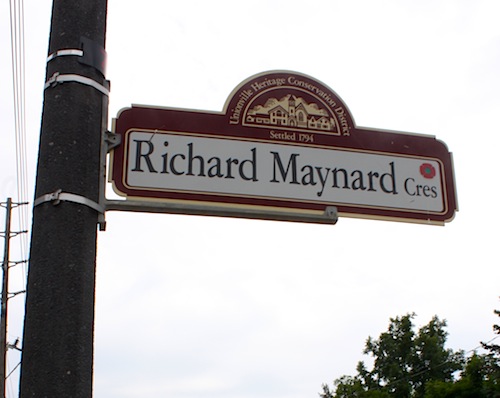 Unionville Heritage Conservation District
Settled 1794
Richard Maynard Cres